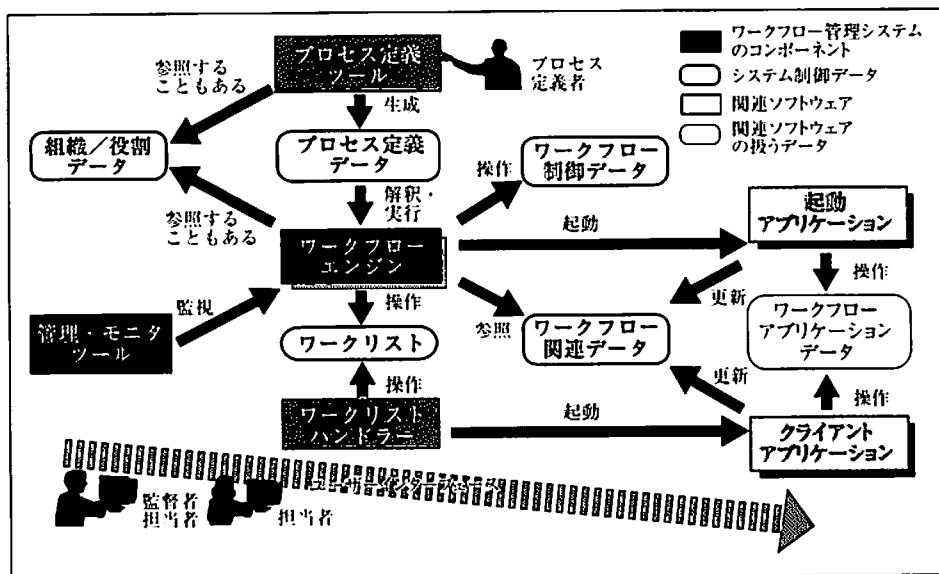 プロセス定義
ツール
プロセス
定義者
ワークフロー管理システム
のコンポーネント
システム制御データ
関連ソフトウェア
関連ソフトウェア
の扱うデータ
参照する
こともある
生成
組織／役割
データ
プロセス定義
データ
操作
ワークフロー
制御データ
解釈・
実行
参照する
こともある
ワークフロー
エンジン
起動
起動
アプリケーション
監視
操作
参照
更新
操作
管理・モニタ
ツール
ワークリスト
ワークフロー
関連データ
ワークフロー
アプリケーション
データ
操作
更新
操作
ワークリスト
ハンドラー
起動
クライアント
アプリケーション
監督者
担当者
担当者